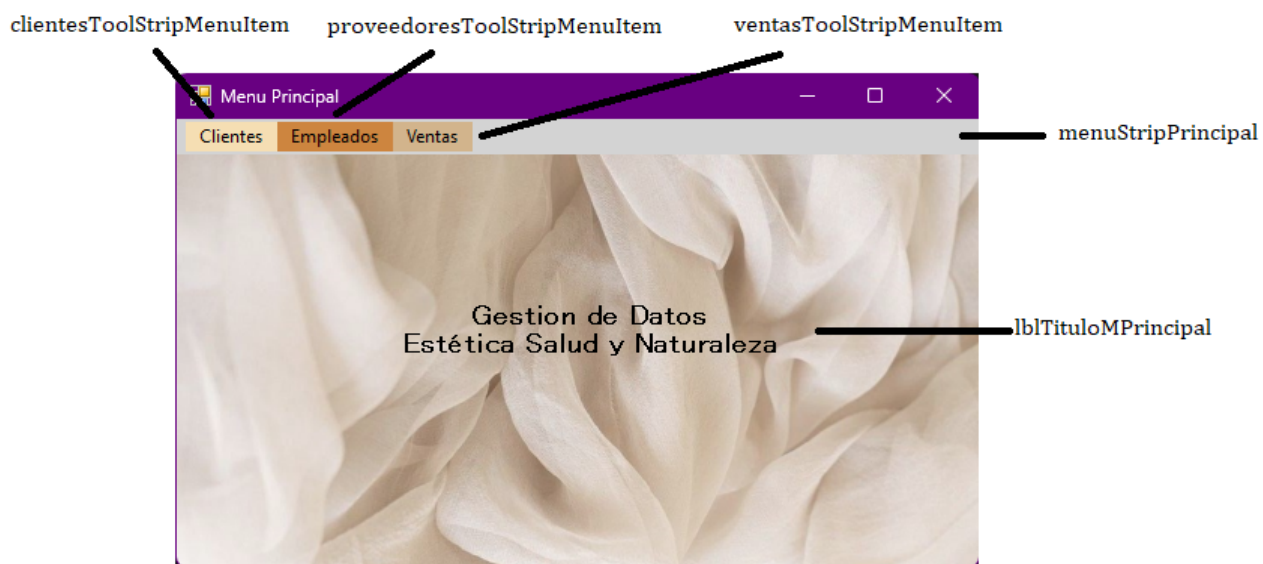 clientesToolStripMenuItem
proveedoresToolStripMenuItem
ventasToolStripMenuItem
Menu Principal
Clientes Empleados Ventas
menuStripPrincipal
Gestion de Datos
Estética Salud y Naturaleza
lblTituloMPrincipal